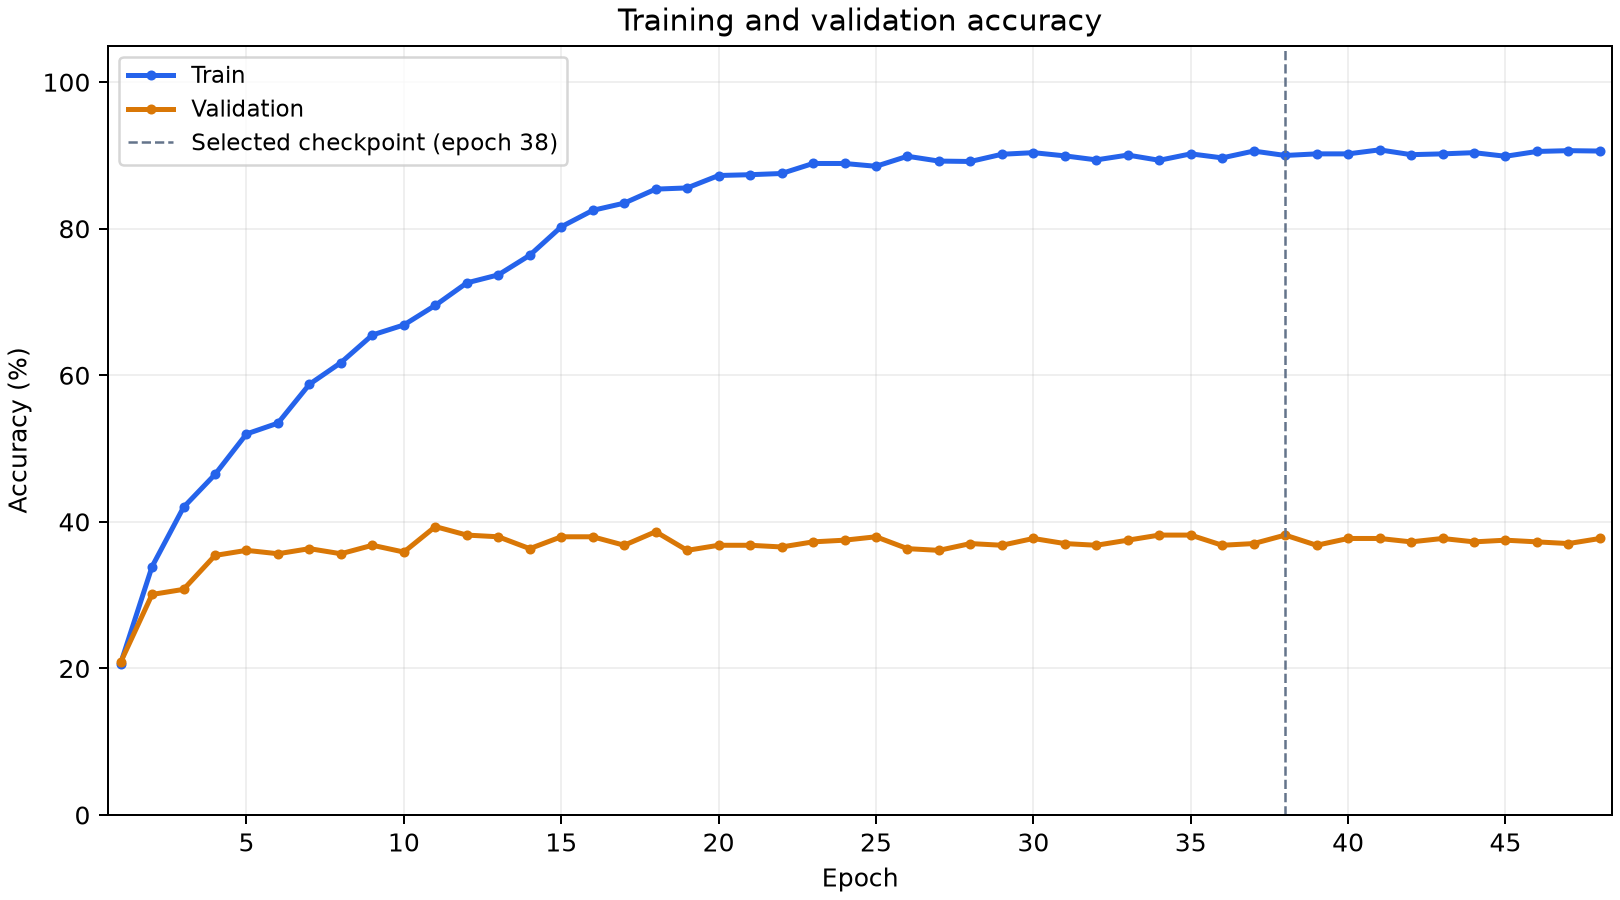 Training and validation accuracy
Train
Validation
Selected checkpoint (epoch 38)
Accuracy (%)
100
80
60
40
20
0
5 10 15 20 25 30 35 40 45
Epoch